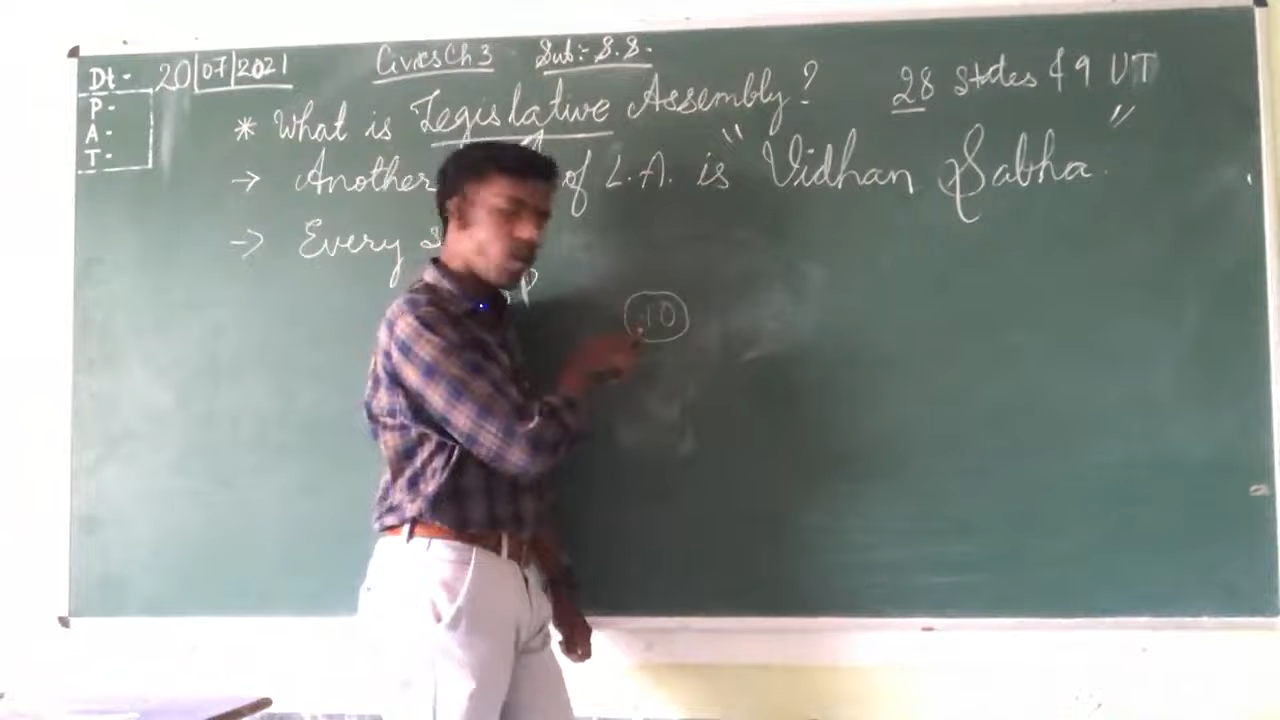 Dt- 20|07|2021 Civics Ch 3 Sub:- S.S.
P-
A-
T-
* What is Legislative Assembly? 28 States & 9 UT
→ Another of L.A. is "Vidhan Sabha"
→ Every
10